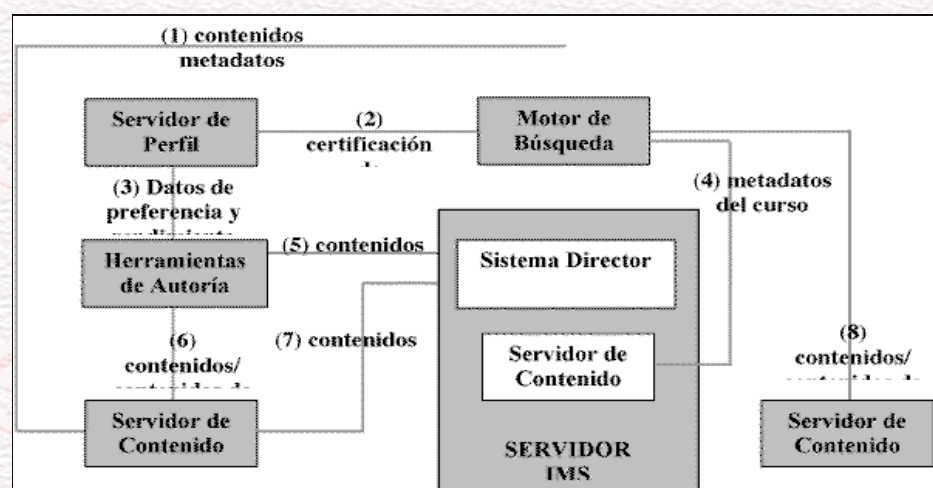 (1) contenidos
metadatos
Servidor de
Perfil
(2)
certificación
Motor de
Búsqueda
(3) Datos de
preferencia y
(4) metadatos
del curso
Herramientas
de Autoría
(5) contenidos
Sistema Director
(6)
contenidos/
(7) contenidos
Servidor de
Contenido
(8)
contenidos/
Servidor de
Contenido
SERVIDOR
IMS
Servidor de
Contenido